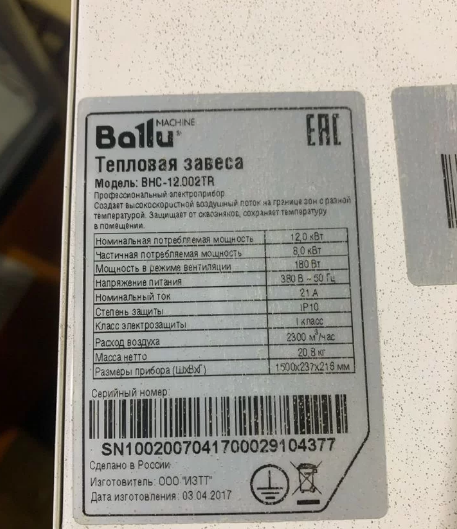 Ballu MACHINE
EAC
Тепловая завеса
Модель: BHC-12.002TR
Профессиональный электроприбор
Создает высокоскоростной воздушный поток на границе зон с разной
температурой. Защищает от сквозняков, сохраняет температуру
в помещении.
Номинальная потребляемая мощность 12,0 кВт
Частичная потребляемая мощность 8,0 кВт
Мощность в режиме вентиляции 180 Вт
Напряжение питания 380 В ~ 50 Гц
Номинальный ток 21 А
Степень защиты IP10
Класс электрозащиты I класс
Расход воздуха 2300 м³/час
Масса нетто 20,8 кг
Размеры прибора (ШхВхГ) 1500x237x216 мм
Серийный номер:
SN1002007041700029104377
Сделано в России
Изготовитель: ООО "ИЗТТ"
Дата изготовления: 03.04.2017